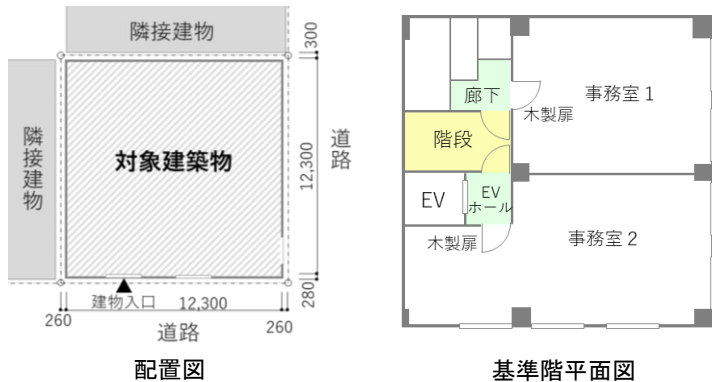 隣接建物
300
隣接建物
対象建築物
12,300
道路
280
建物入口
12,300
260
260
道路
配置図
廊下
事務室1
木製扉
階段
EV
EV
ホール
木製扉
事務室2
基準階平面図